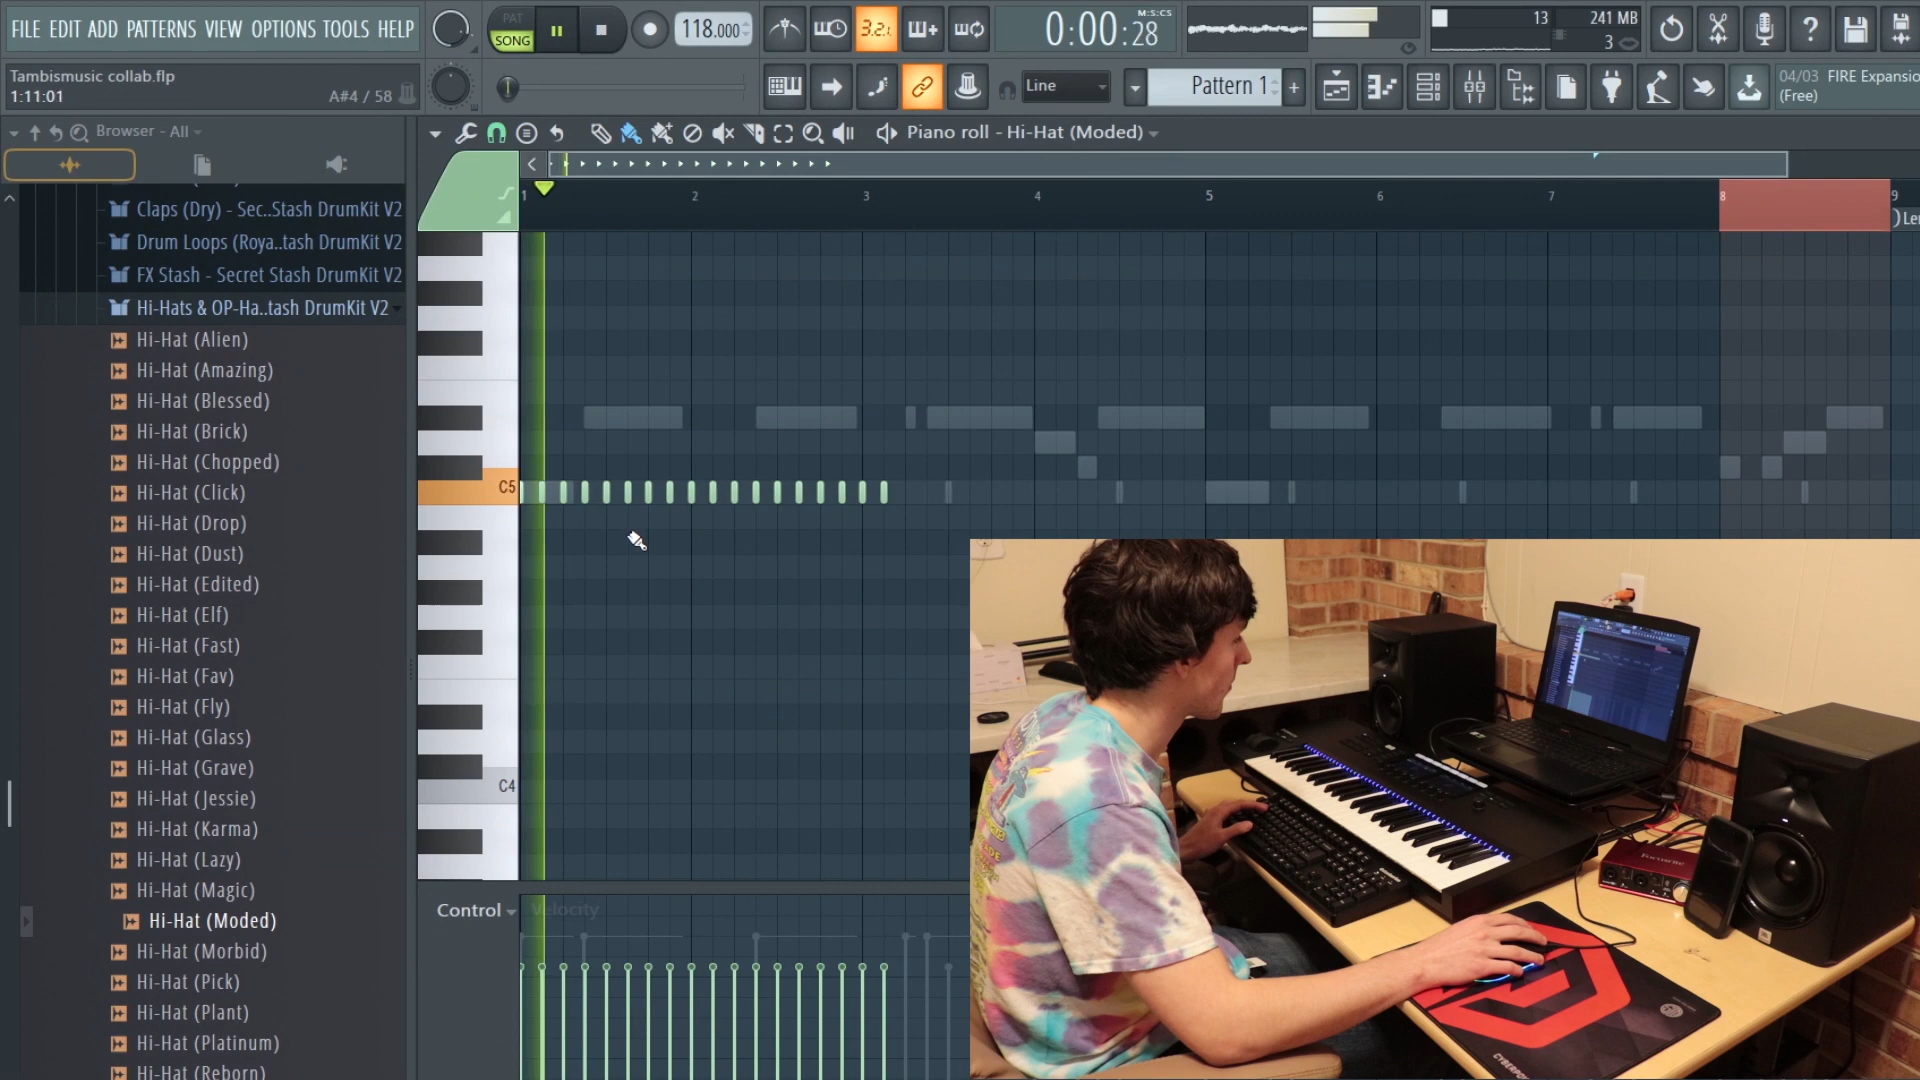 FILE EDIT ADD PATTERNS VIEW OPTIONS TOOLS HELP
PAT
SONG
118.000
3.2.
0:00:28
M:S:CS
13
241 MB
3
Tambismusic collab.flp
1:11:01
A#4 / 58
Line
Pattern 1
+
04/03 FIRE Expansio
(Free)
Browser - All
Piano roll - Hi-Hat (Moded)
1 2 3 4 5 6 7 8 9
Claps (Dry) - Sec..Stash DrumKit V2
Drum Loops (Roya..tash DrumKit V2
FX Stash - Secret Stash DrumKit V2
Hi-Hats & OP-Ha..tash DrumKit V2
Hi-Hat (Alien)
Hi-Hat (Amazing)
Hi-Hat (Blessed)
Hi-Hat (Brick)
Hi-Hat (Chopped)
Hi-Hat (Click)
Hi-Hat (Drop)
Hi-Hat (Dust)
Hi-Hat (Edited)
Hi-Hat (Elf)
Hi-Hat (Fast)
Hi-Hat (Fav)
Hi-Hat (Fly)
Hi-Hat (Glass)
Hi-Hat (Grave)
Hi-Hat (Jessie)
Hi-Hat (Karma)
Hi-Hat (Lazy)
Hi-Hat (Magic)
Hi-Hat (Moded)
Hi-Hat (Morbid)
Hi-Hat (Pick)
Hi-Hat (Plant)
Hi-Hat (Platinum)
Hi-Hat (Reborn)
C5
C4
Control
Velocity
Focusrite
JBL